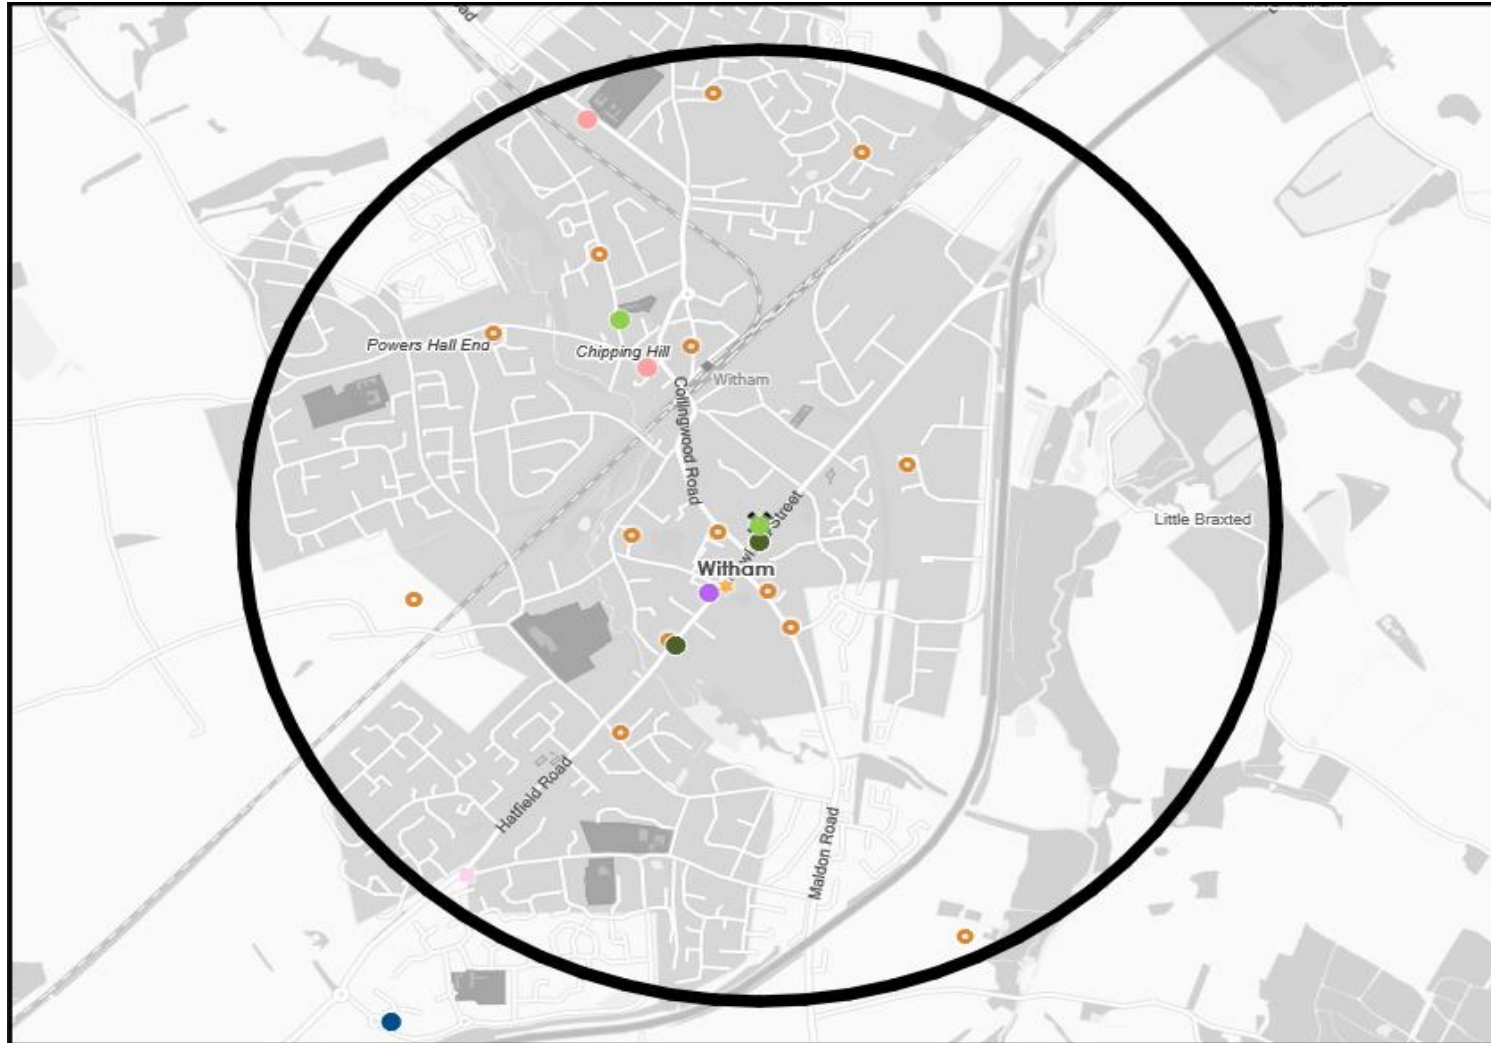 Powers Hall End
Chipping Hill
Witham
Collingwood Road
Street
Little Braxted
Witham
Hatfield Road
Maldon Road